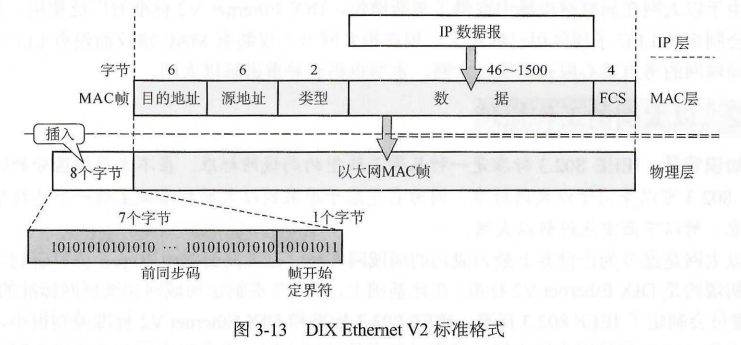 IP 数据报
IP 层
字节 6 6 2 46～1500 4
MAC帧 目的地址 源地址 类型 数 据 FCS MAC层
插入
8个字节 以太网MAC帧 物理层
7个字节 1个字节
10101010101010 ··· 10101010101010 10101011
前同步码 帧开始
定界符
图 3-13 DIX Ethernet V2 标准格式